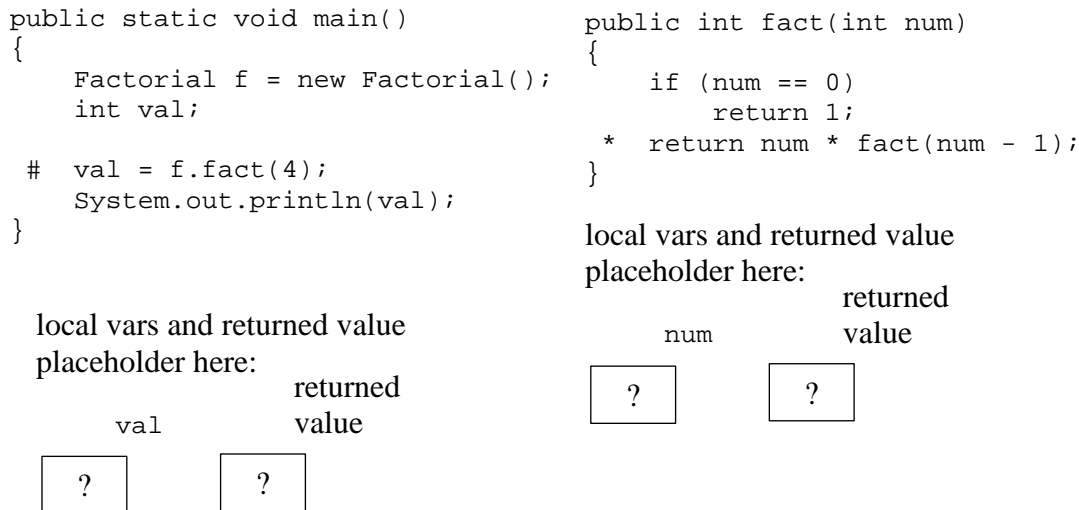 public static void main()
{
    Factorial f = new Factorial();
    int val;

 #  val = f.fact(4);
    System.out.println(val);
}
local vars and returned value
placeholder here:
returned
val value
? ?
public int fact(int num)
{
    if (num == 0)
        return 1;
 *  return num * fact(num - 1);
}
local vars and returned value
placeholder here:
returned
num value
? ?